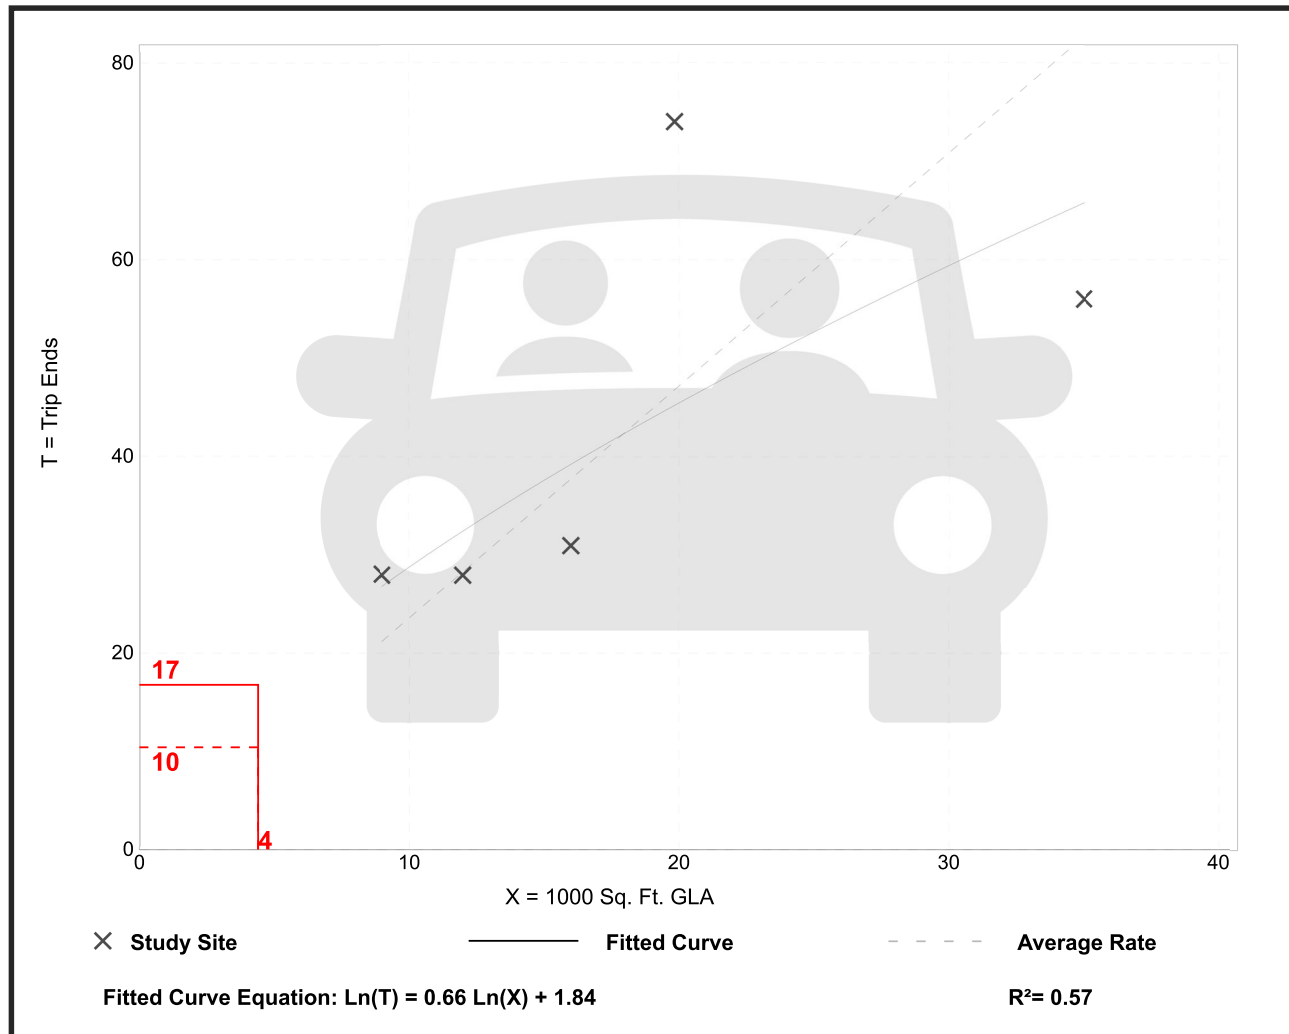 80
60
40
20
0
17
10
4
0 10 20 30 40
T = Trip Ends
X = 1000 Sq. Ft. GLA
Study Site Fitted Curve Average Rate
Fitted Curve Equation: Ln(T) = 0.66 Ln(X) + 1.84 R²= 0.57